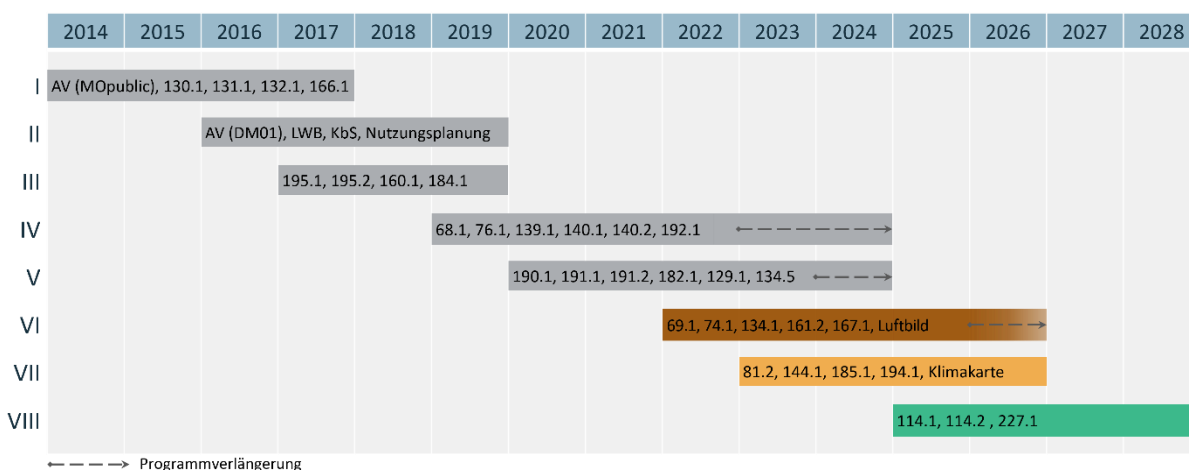 2014 2015 2016 2017 2018 2019 2020 2021 2022 2023 2024 2025 2026 2027 2028
I AV (MOpublic), 130.1, 131.1, 132.1, 166.1
II AV (DM01), LWB, KbS, Nutzungsplanung
III 195.1, 195.2, 160.1, 184.1
IV 68.1, 76.1, 139.1, 140.1, 140.2, 192.1
V 190.1, 191.1, 191.2, 182.1, 129.1, 134.5
VI 69.1, 74.1, 134.1, 161.2, 167.1, Luftbild
VII 81.2, 144.1, 185.1, 194.1, Klimakarte
VIII 114.1, 114.2 , 227.1
Programmverlängerung